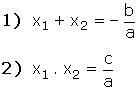 1) x₁ + x₂ = - b/a
2) x₁ . x₂ = c/a